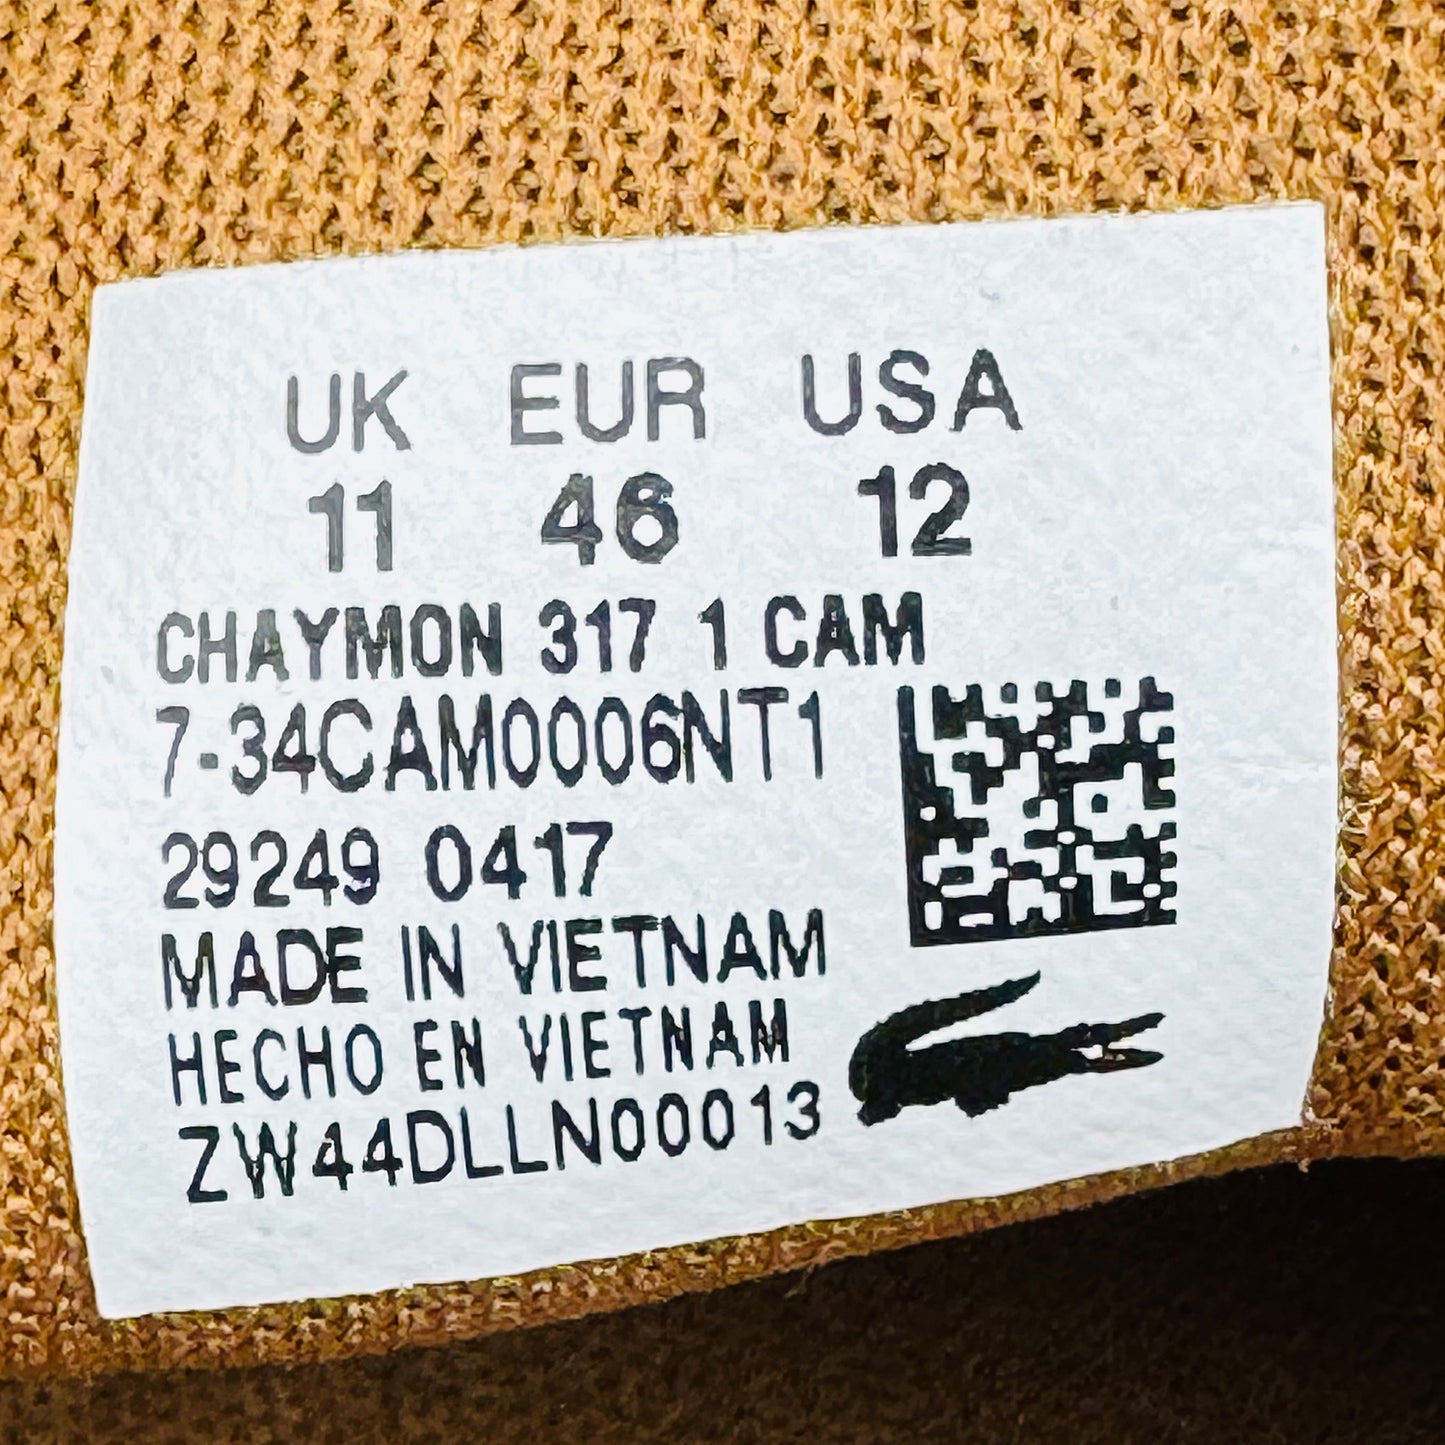 UK EUR USA
11 46 12
CHAYMON 317 1 CAM
7-34CAM0006NT1
29249 0417
MADE IN VIETNAM
HECHO EN VIETNAM
ZW44DLLN00013